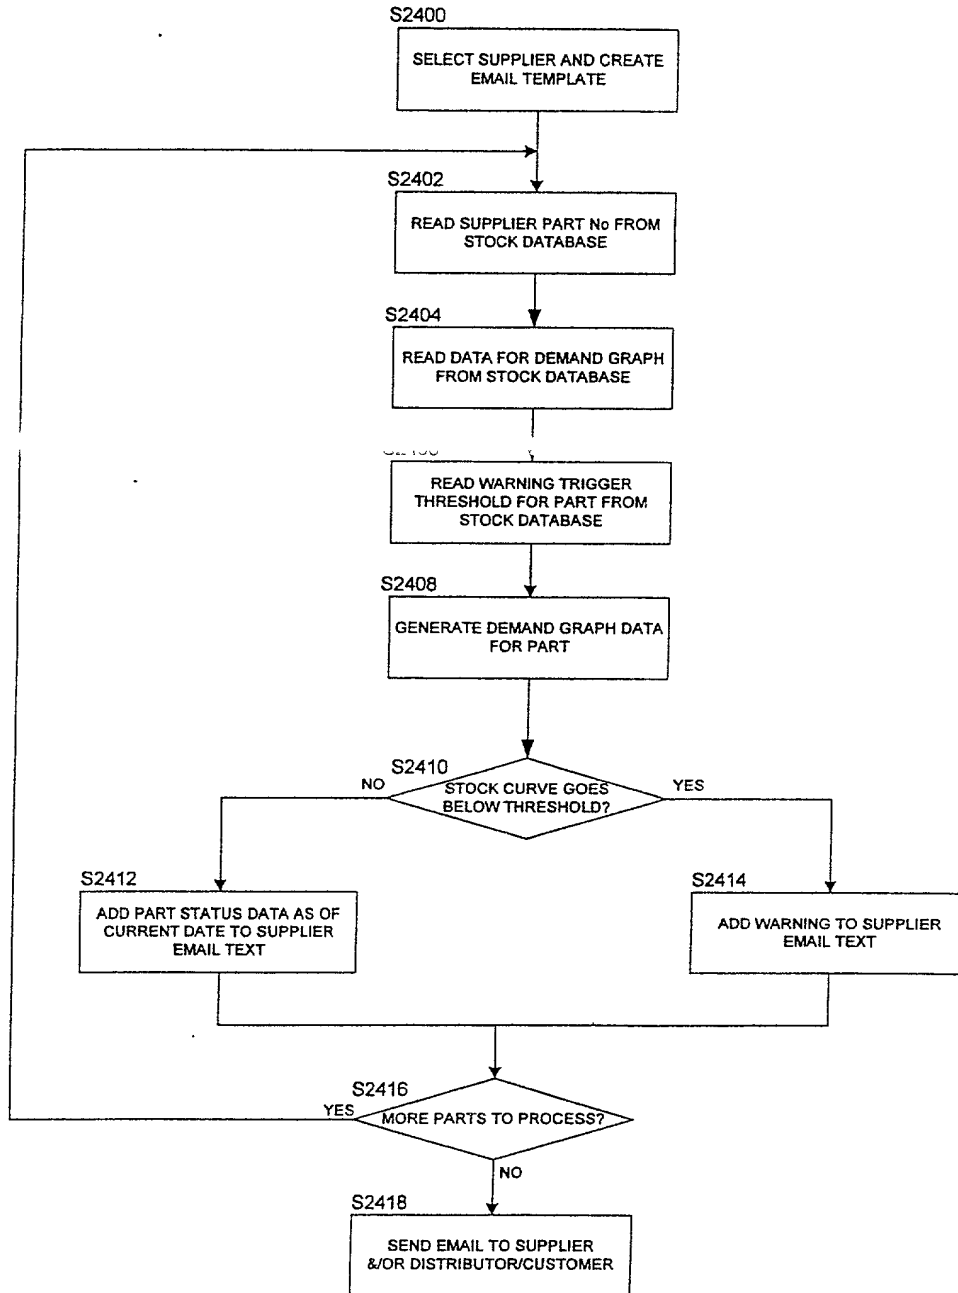 S2400
SELECT SUPPLIER AND CREATE
EMAIL TEMPLATE
S2402
READ SUPPLIER PART No FROM
STOCK DATABASE
S2404
READ DATA FOR DEMAND GRAPH
FROM STOCK DATABASE
READ WARNING TRIGGER
THRESHOLD FOR PART FROM
STOCK DATABASE
S2408
GENERATE DEMAND GRAPH DATA
FOR PART
S2410
STOCK CURVE GOES
BELOW THRESHOLD?
NO
YES
S2412
ADD PART STATUS DATA AS OF
CURRENT DATE TO SUPPLIER
EMAIL TEXT
S2414
ADD WARNING TO SUPPLIER
EMAIL TEXT
S2416
MORE PARTS TO PROCESS?
YES
NO
S2418
SEND EMAIL TO SUPPLIER
&/OR DISTRIBUTOR/CUSTOMER